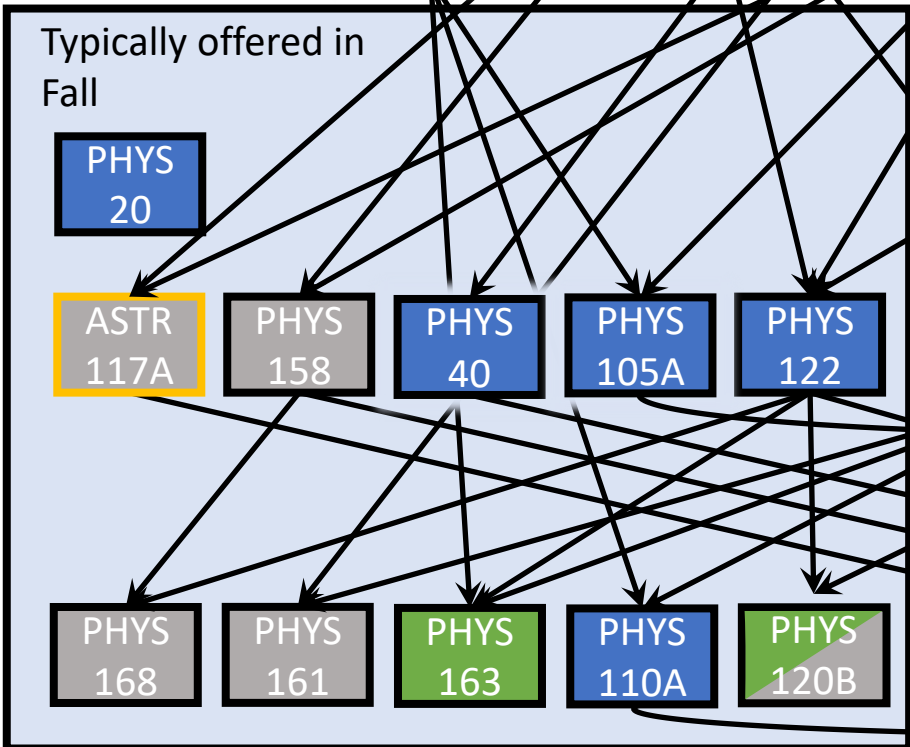 Typically offered in
Fall
PHYS
20
ASTR
117A
PHYS
158
PHYS
40
PHYS
105A
PHYS
122
PHYS
168
PHYS
161
PHYS
163
PHYS
110A
PHYS
120B